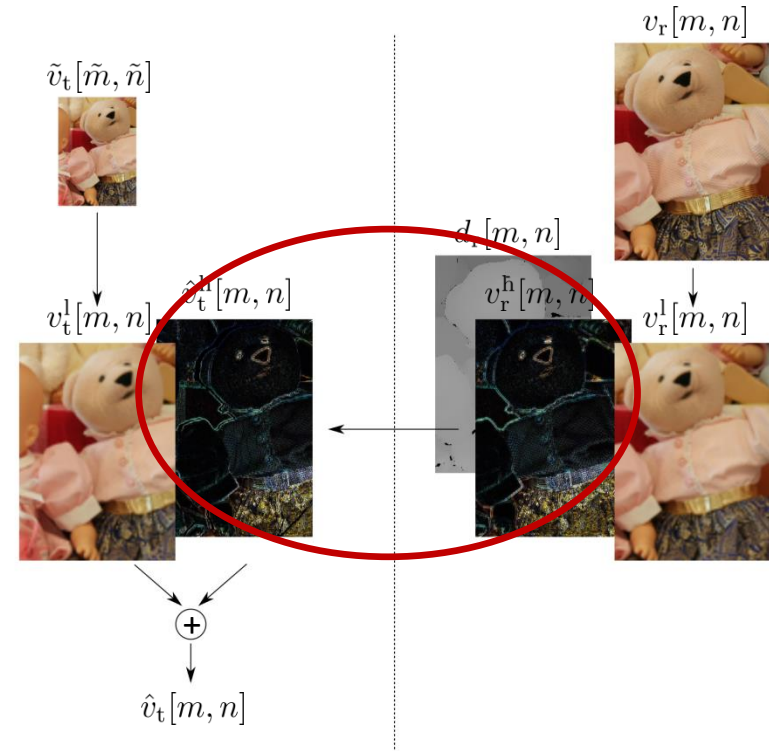 ṽ_t[m̃, ñ]
v_r[m, n]
d_r[m, n]
v̂_t^h[m, n]
v_r^h̄[m, n]
v_t^l[m, n]
v_r^l[m, n]
+
v̂_t[m, n]